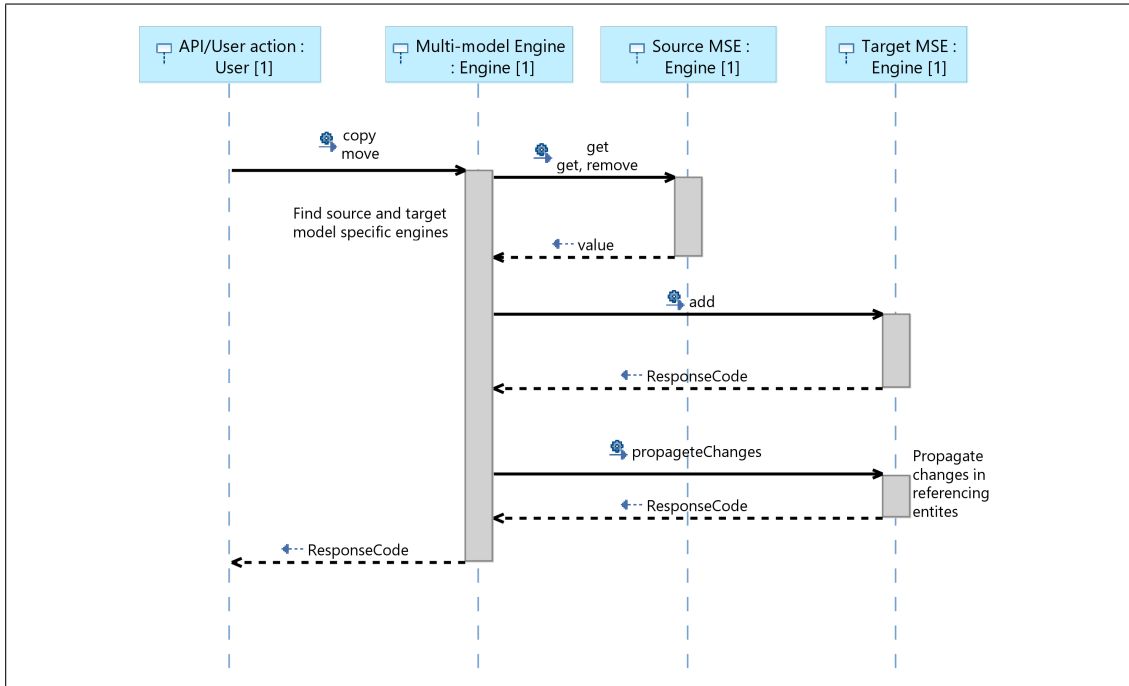 API/User action :
User [1]
Multi-model Engine
: Engine [1]
Source MSE :
Engine [1]
Target MSE :
Engine [1]
copy
move
get
get, remove
Find source and target
model specific engines
value
add
ResponseCode
propageteChanges
Propagate
changes in
referencing
entites
ResponseCode
ResponseCode